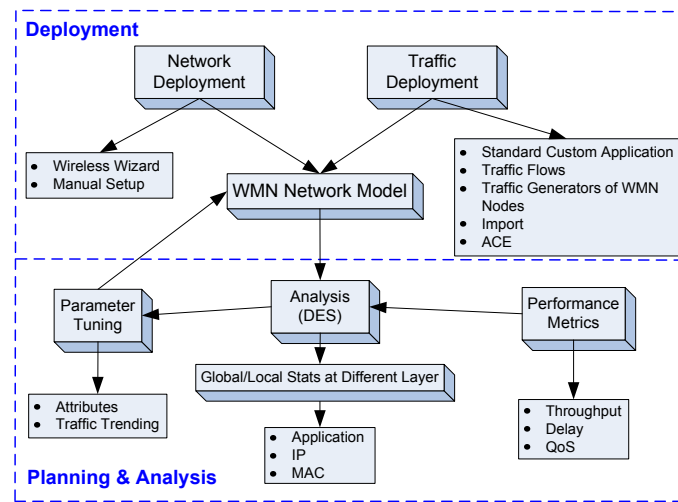 Deployment
Network
Deployment
Traffic
Deployment
• Wireless Wizard
• Manual Setup
• Standard Custom Application
• Traffic Flows
• Traffic Generators of WMN
Nodes
• Import
• ACE
WMN Network Model
Parameter
Tuning
Analysis
(DES)
Performance
Metrics
Global/Local Stats at Different Layer
• Attributes
• Traffic Trending
• Application
• IP
• MAC
• Throughput
• Delay
• QoS
Planning & Analysis